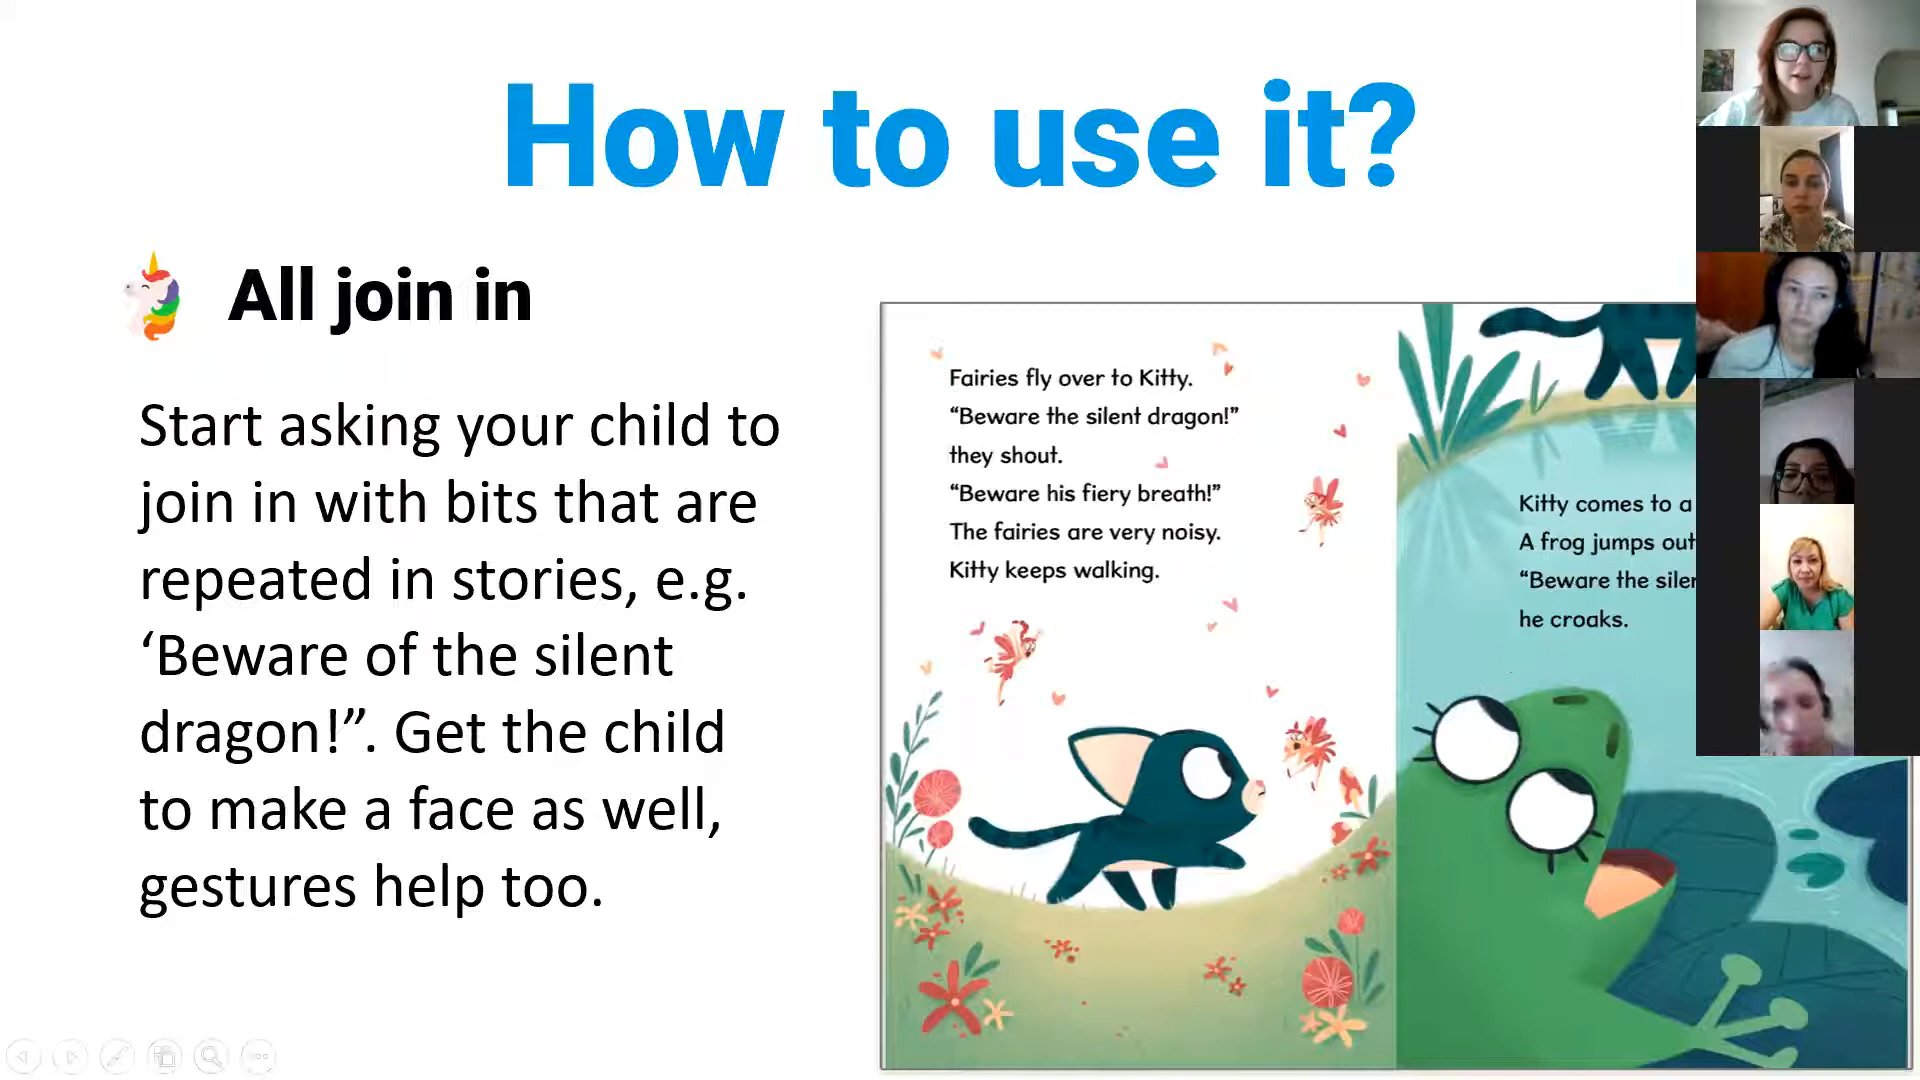 How to use it?
All join in
Start asking your child to
join in with bits that are
repeated in stories, e.g.
‘Beware of the silent
dragon!”. Get the child
to make a face as well,
gestures help too.
Fairies fly over to Kitty.
“Beware the silent dragon!”
they shout.
“Beware his fiery breath!”
The fairies are very noisy.
Kitty keeps walking.
Kitty comes to a
A frog jumps out
“Beware the
he croaks.